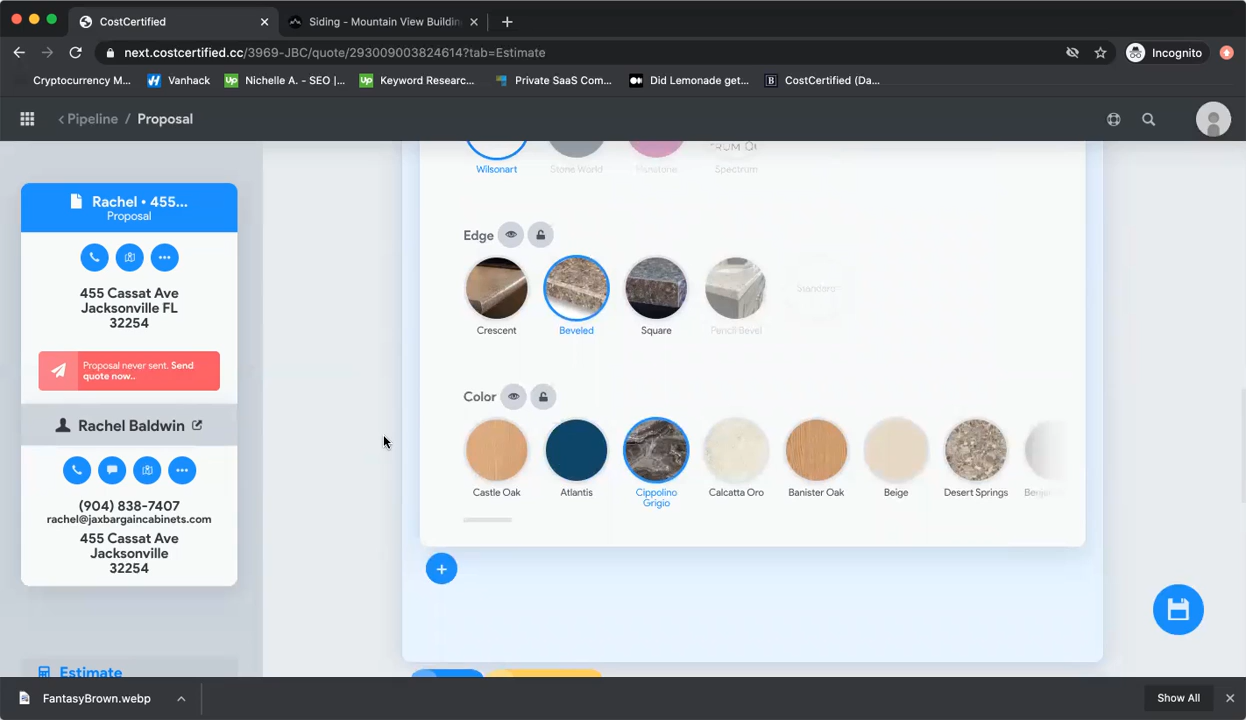 CostCertified
Siding - Mountain View Buildin
next.costcertified.cc/3969-JBC/quote/293009003824614?tab=Estimate
Incognito
Cryptocurrency M...
Vanhack
Nichelle A. - SEO |...
Keyword Researc...
Private SaaS Com...
Did Lemonade get...
CostCertified (Da...
Pipeline / Proposal
Rachel • 455...
Proposal
455 Cassat Ave
Jacksonville FL
32254
Proposal never sent. Send
quote now..
Rachel Baldwin
(904) 838-7407
rachel@jaxbargaincabinets.com
455 Cassat Ave
Jacksonville
32254
Estimate
Wilsonart
Stone World
Spectrum
Edge
Crescent
Beveled
Square
Pencil Bevel
Standard
Color
Castle Oak
Atlantis
Cippolino
Grigio
Calcatta Oro
Banister Oak
Beige
Desert Springs
FantasyBrown.webp
Show All